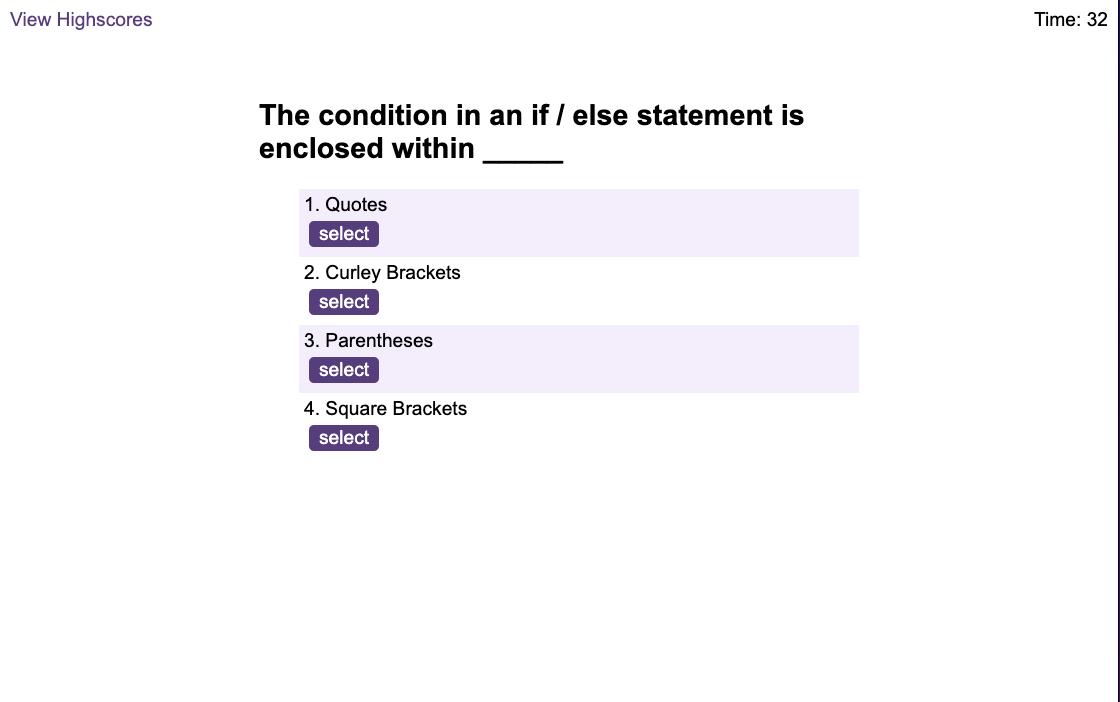 View Highscores
Time: 32
The condition in an if / else statement is
enclosed within _____
1. Quotes
select
2. Curley Brackets
select
3. Parentheses
select
4. Square Brackets
select